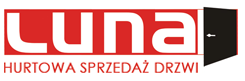 LUNA
HURTOWA SPRZEDAŻ DRZWI